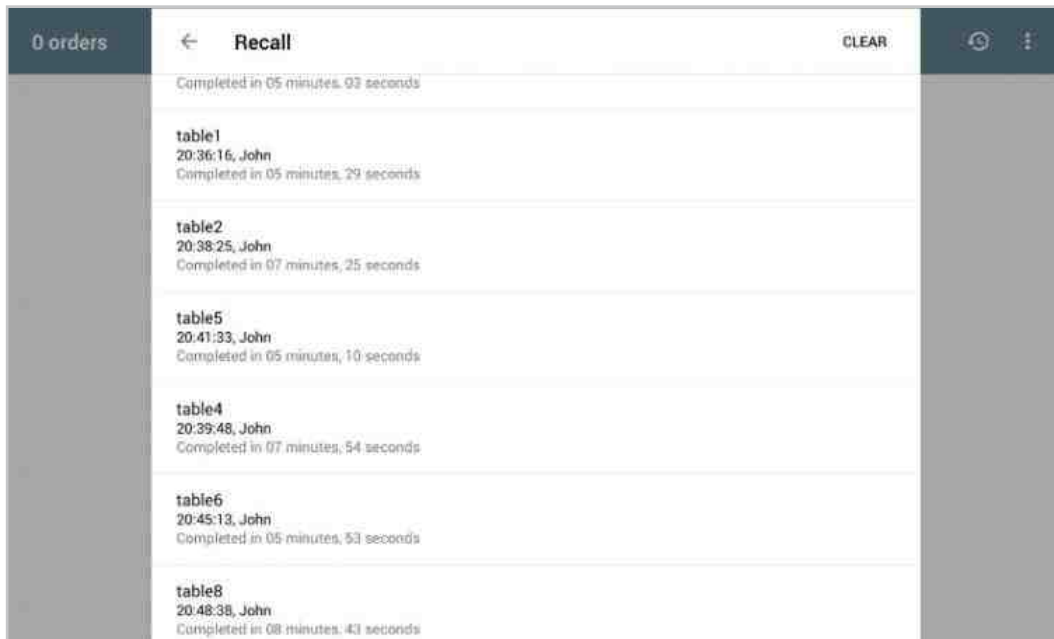 0 orders
Recall
CLEAR
Completed in 05 minutes, 03 seconds
table1
20:36:16, John
Completed in 05 minutes, 29 seconds
table2
20:38:25, John
Completed in 07 minutes, 25 seconds
table5
20:41:33, John
Completed in 05 minutes, 10 seconds
table4
20:39:48, John
Completed in 07 minutes, 54 seconds
table6
20:45:13, John
Completed in 05 minutes, 53 seconds
table8
20:48:38, John
Completed in 08 minutes, 43 seconds